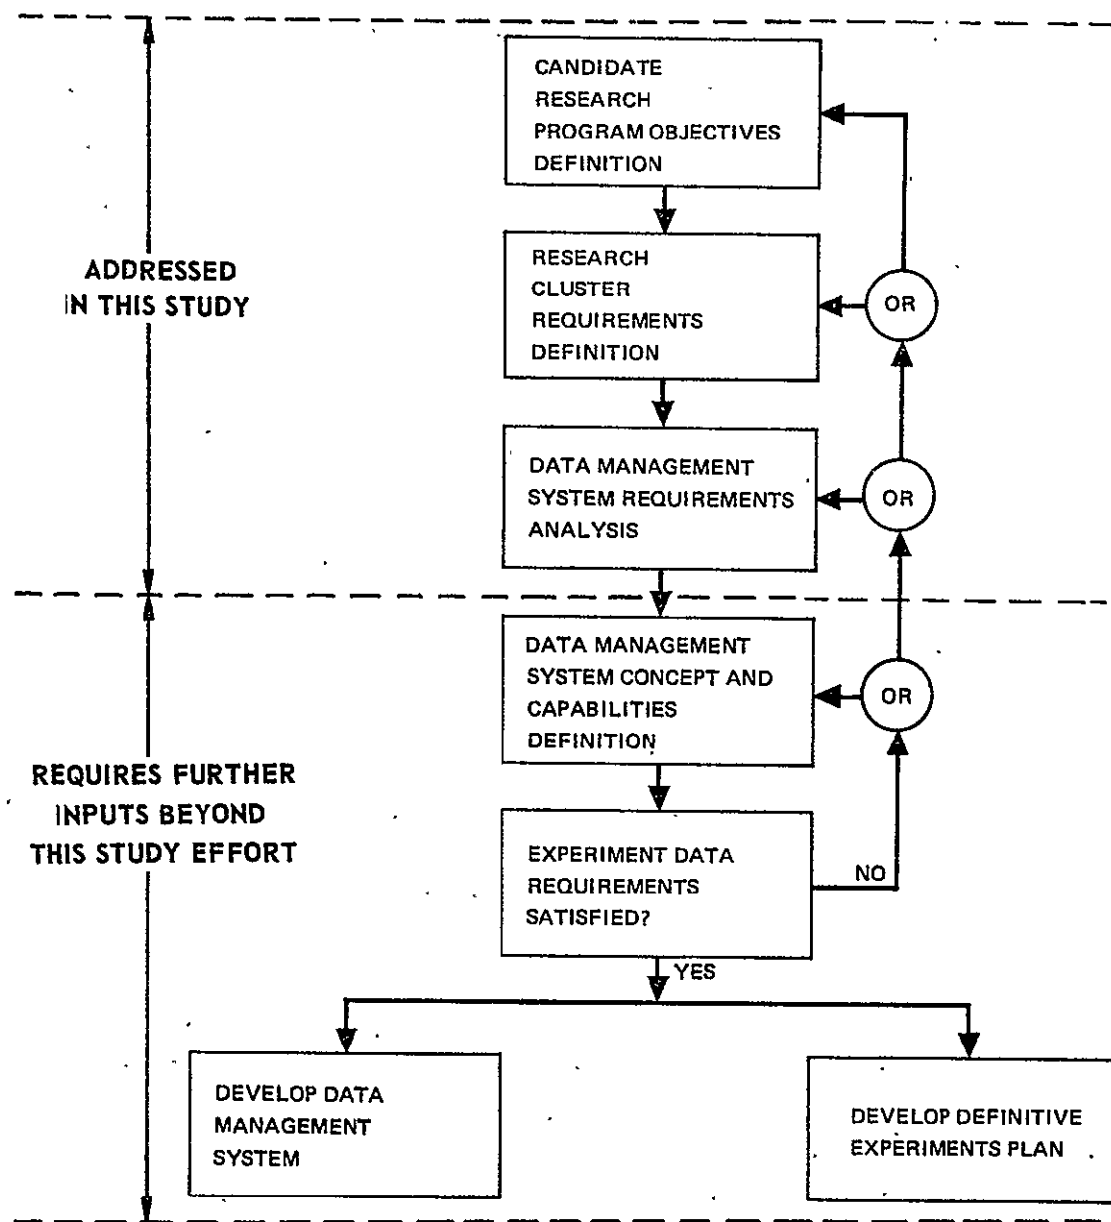 CANDIDATE
RESEARCH
PROGRAM OBJECTIVES
DEFINITION
ADDRESSED
IN THIS STUDY
RESEARCH
CLUSTER
REQUIREMENTS
DEFINITION
OR
DATA MANAGEMENT
SYSTEM REQUIREMENTS
ANALYSIS
OR
DATA MANAGEMENT
SYSTEM CONCEPT AND
CAPABILITIES
DEFINITION
OR
REQUIRES FURTHER
INPUTS BEYOND
THIS STUDY EFFORT
EXPERIMENT DATA
REQUIREMENTS
SATISFIED?
NO
YES
DEVELOP DATA
MANAGEMENT
SYSTEM
DEVELOP DEFINITIVE
EXPERIMENTS PLAN